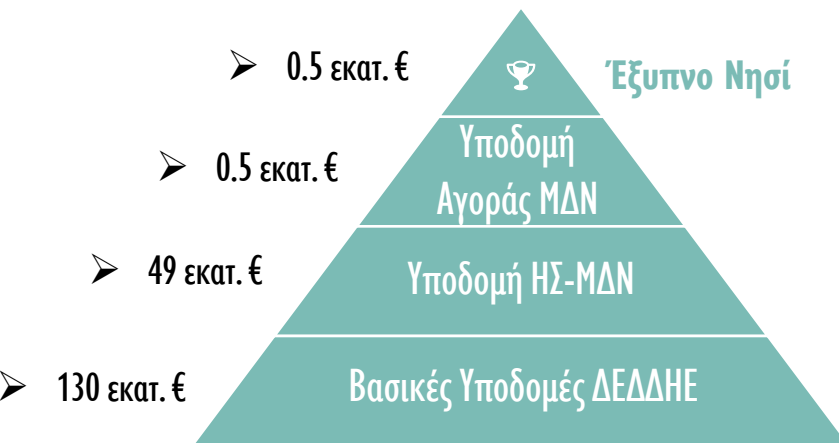 0.5 εκατ. €
Έξυπνο Νησί
0.5 εκατ. €
Υποδομή
Αγοράς ΜΔΝ
49 εκατ. €
Υποδομή ΗΣ-ΜΔΝ
130 εκατ. €
Βασικές Υποδομές ΔΕΔΔΗΕ